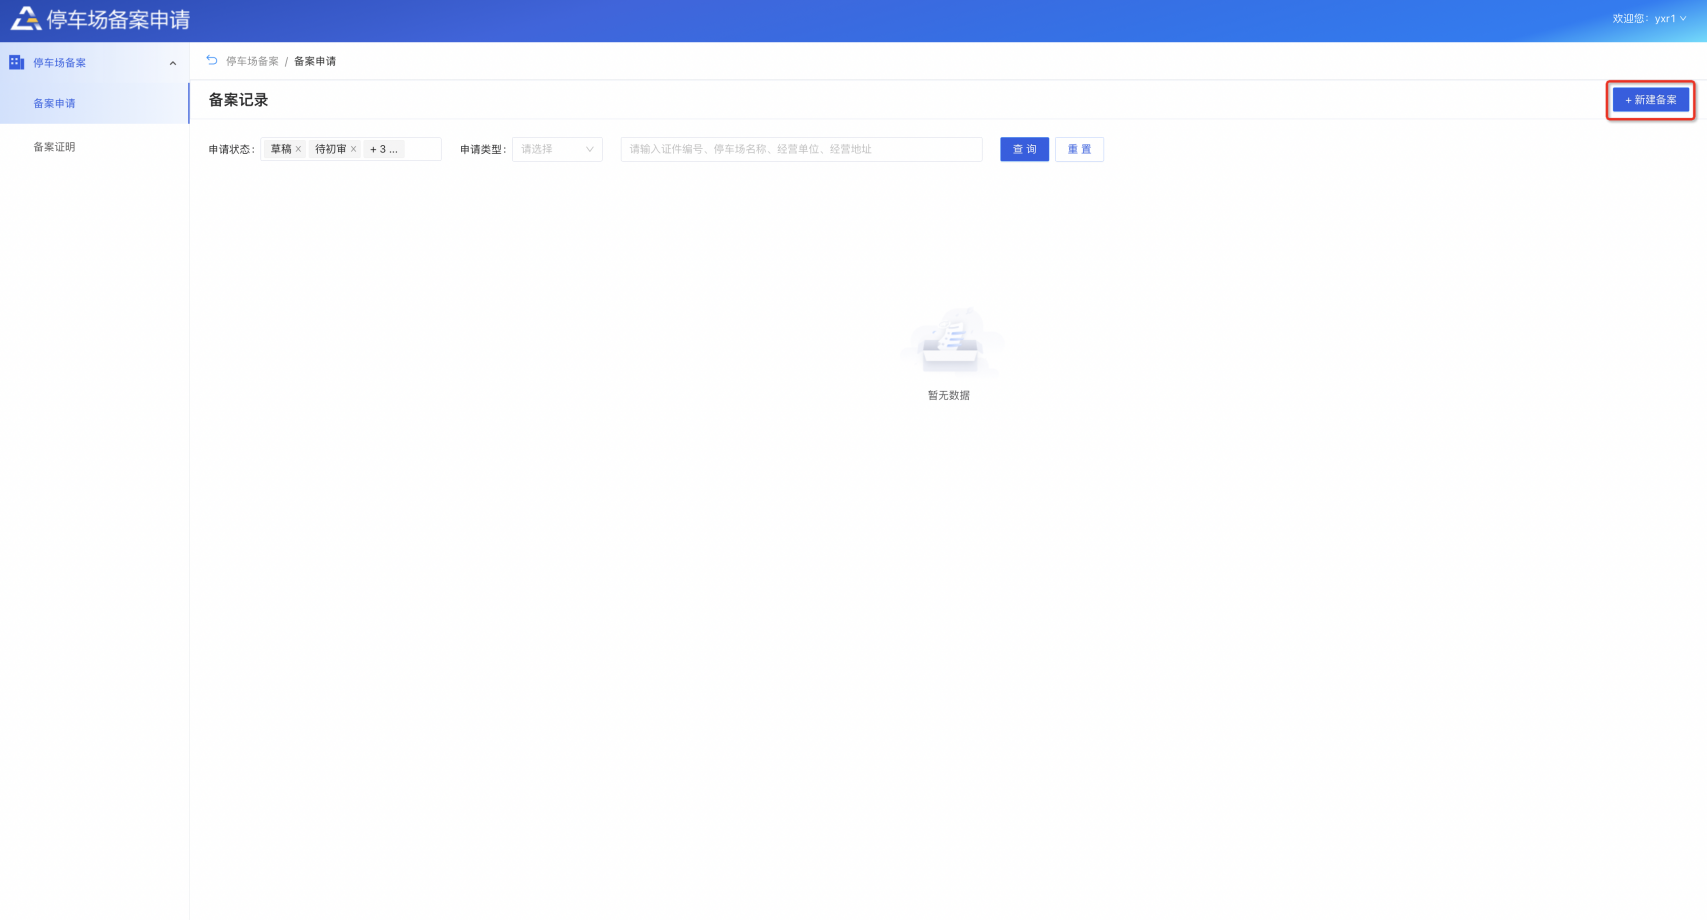 停车场备案申请
欢迎您：yxr1
停车场备案
备案申请
备案证明
停车场备案 / 备案申请
备案记录
+ 新建备案
申请状态： 草稿 × 待初审 × + 3 ... 申请类型： 请选择 请输入证件编号、停车场名称、经营单位、经营地址 查 询 重 置
暂无数据